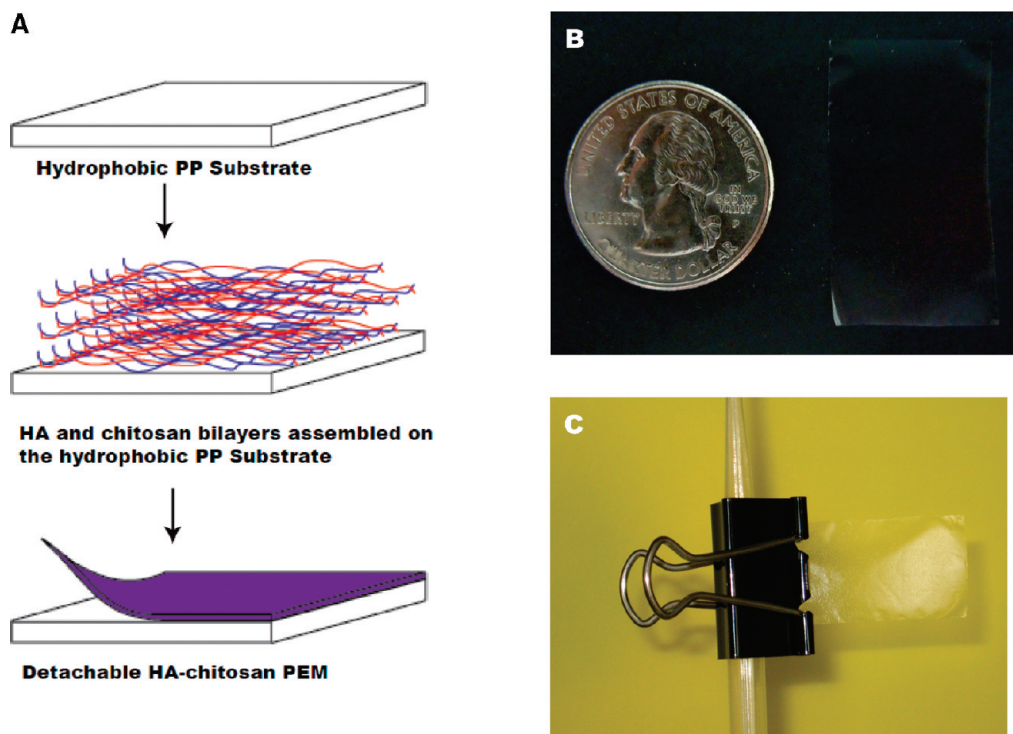 A
Hydrophobic PP Substrate
HA and chitosan bilayers assembled on
the hydrophobic PP Substrate
Detachable HA-chitosan PEM
B
UNITED STATES OF AMERICA
LIBERTY
IN
GOD WE
TRUST
P
QUARTER DOLLAR
C